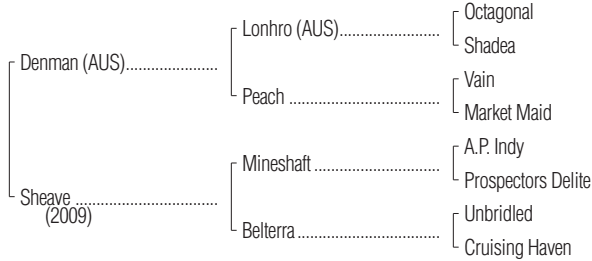 Octagonal
Lonhro (AUS)
Shadea
Denman (AUS)
Vain
Peach
Market Maid
A.P. Indy
Mineshaft
Prospectors Delite
Sheave
(2009)
Unbridled
Belterra
Cruising Haven